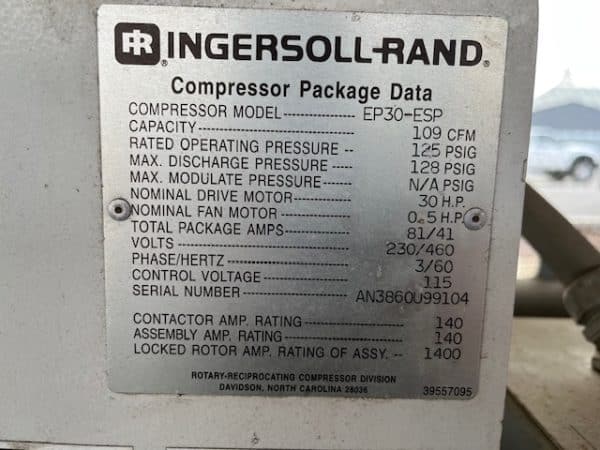 IR INGERSOLL-RAND®
Compressor Package Data
COMPRESSOR MODEL --- EP30-ESP
CAPACITY --- 109 CFM
RATED OPERATING PRESSURE -- 125 PSIG
MAX. DISCHARGE PRESSURE --- 128 PSIG
MAX. MODULATE PRESSURE --- N/A PSIG
NOMINAL DRIVE MOTOR --- 30 H.P.
NOMINAL FAN MOTOR --- 0.5 H.P.
TOTAL PACKAGE AMPS --- 81/41
VOLTS --- 230/460
PHASE/HERTZ --- 3/60
CONTROL VOLTAGE --- 115
SERIAL NUMBER --- AN3860U99104
CONTACTOR AMP. RATING --- 140
ASSEMBLY AMP. RATING --- 140
LOCKED ROTOR AMP. RATING OF ASSY. -- 1400
ROTARY-RECIPROCATING COMPRESSOR DIVISION
DAVIDSON, NORTH CAROLINA 28036 39557095